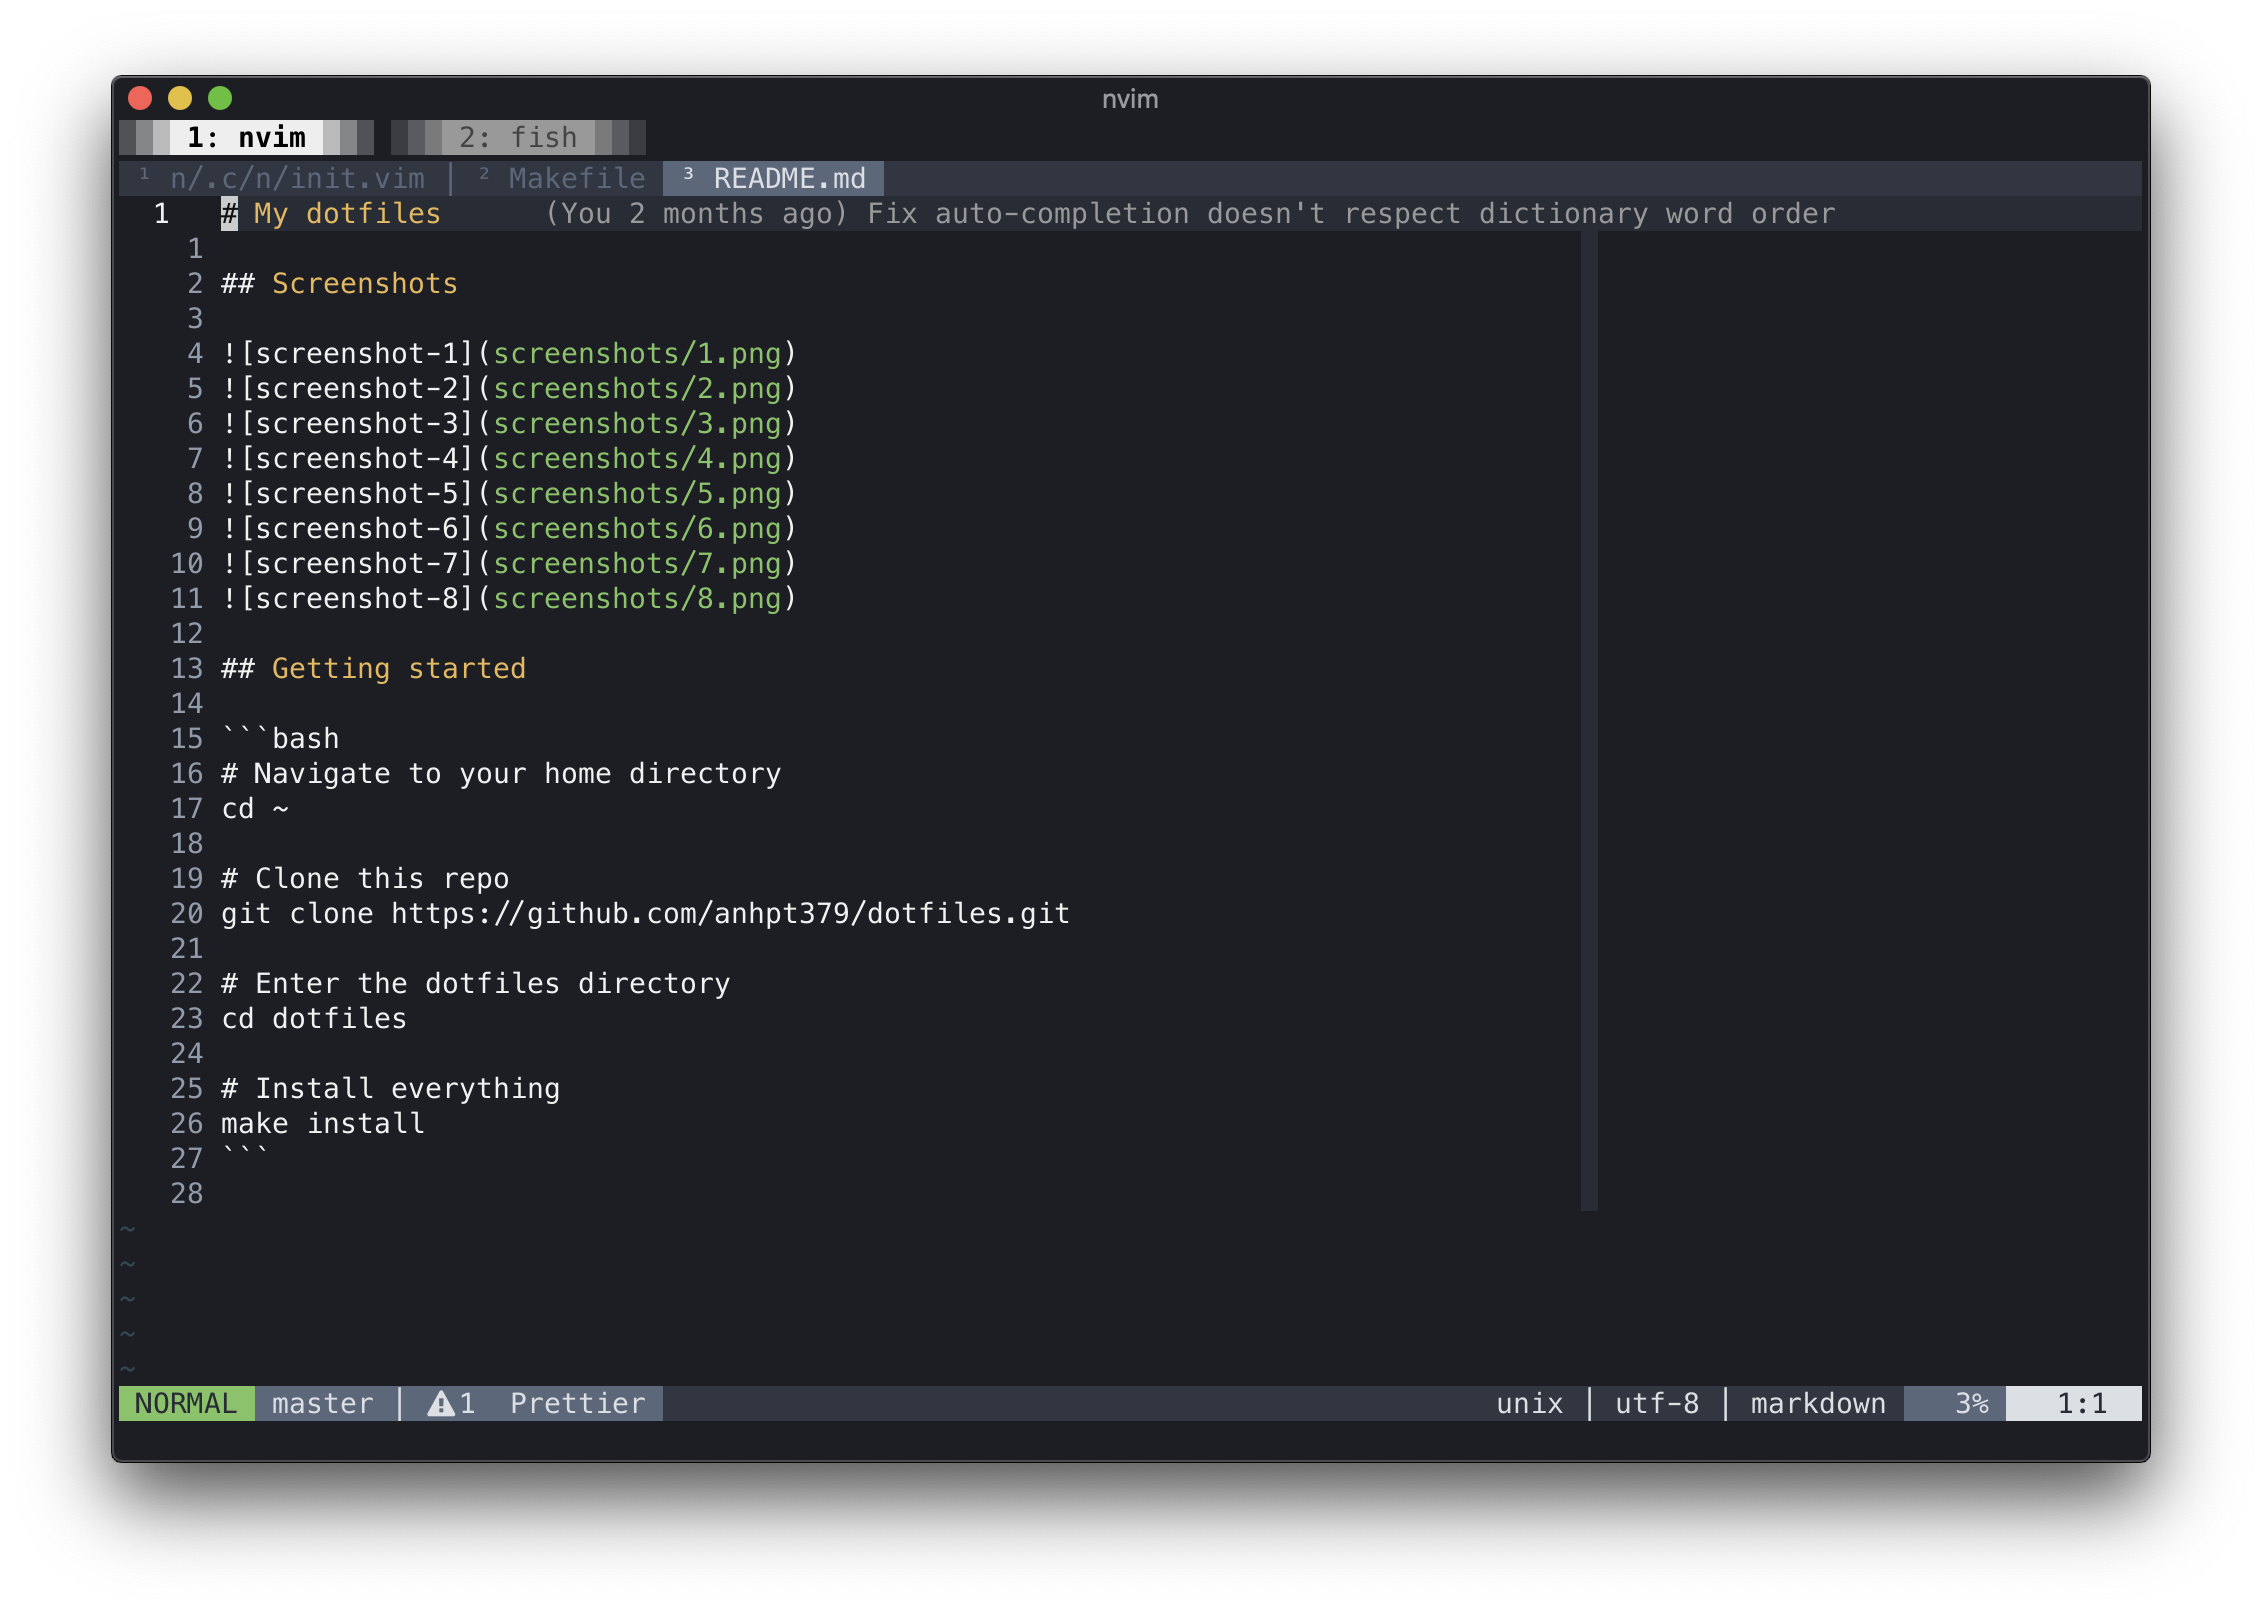 nvim
1: nvim 2: fish
¹ n/.c/n/init.vim | ² Makefile ³ README.md
1 # My dotfiles (You 2 months ago) Fix auto-completion doesn't respect dictionary word order
1
2 ## Screenshots
3
4 ![screenshot-1](screenshots/1.png)
5 ![screenshot-2](screenshots/2.png)
6 ![screenshot-3](screenshots/3.png)
7 ![screenshot-4](screenshots/4.png)
8 ![screenshot-5](screenshots/5.png)
9 ![screenshot-6](screenshots/6.png)
10 ![screenshot-7](screenshots/7.png)
11 ![screenshot-8](screenshots/8.png)
12
13 ## Getting started
14
15 ```bash
16 # Navigate to your home directory
17 cd ~
18
19 # Clone this repo
20 git clone https://github.com/anhpt379/dotfiles.git
21
22 # Enter the dotfiles directory
23 cd dotfiles
24
25 # Install everything
26 make install
27 ```
28
~
~
~
~
~
NORMAL master | ⚠1 Prettier unix | utf-8 | markdown 3% 1:1